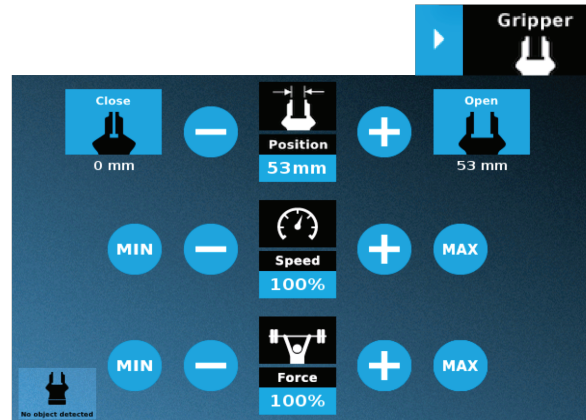 Gripper
Close
Open
Position
0 mm
53mm
53 mm
MIN
Speed
MAX
100%
MIN
Force
MAX
100%
No object detected